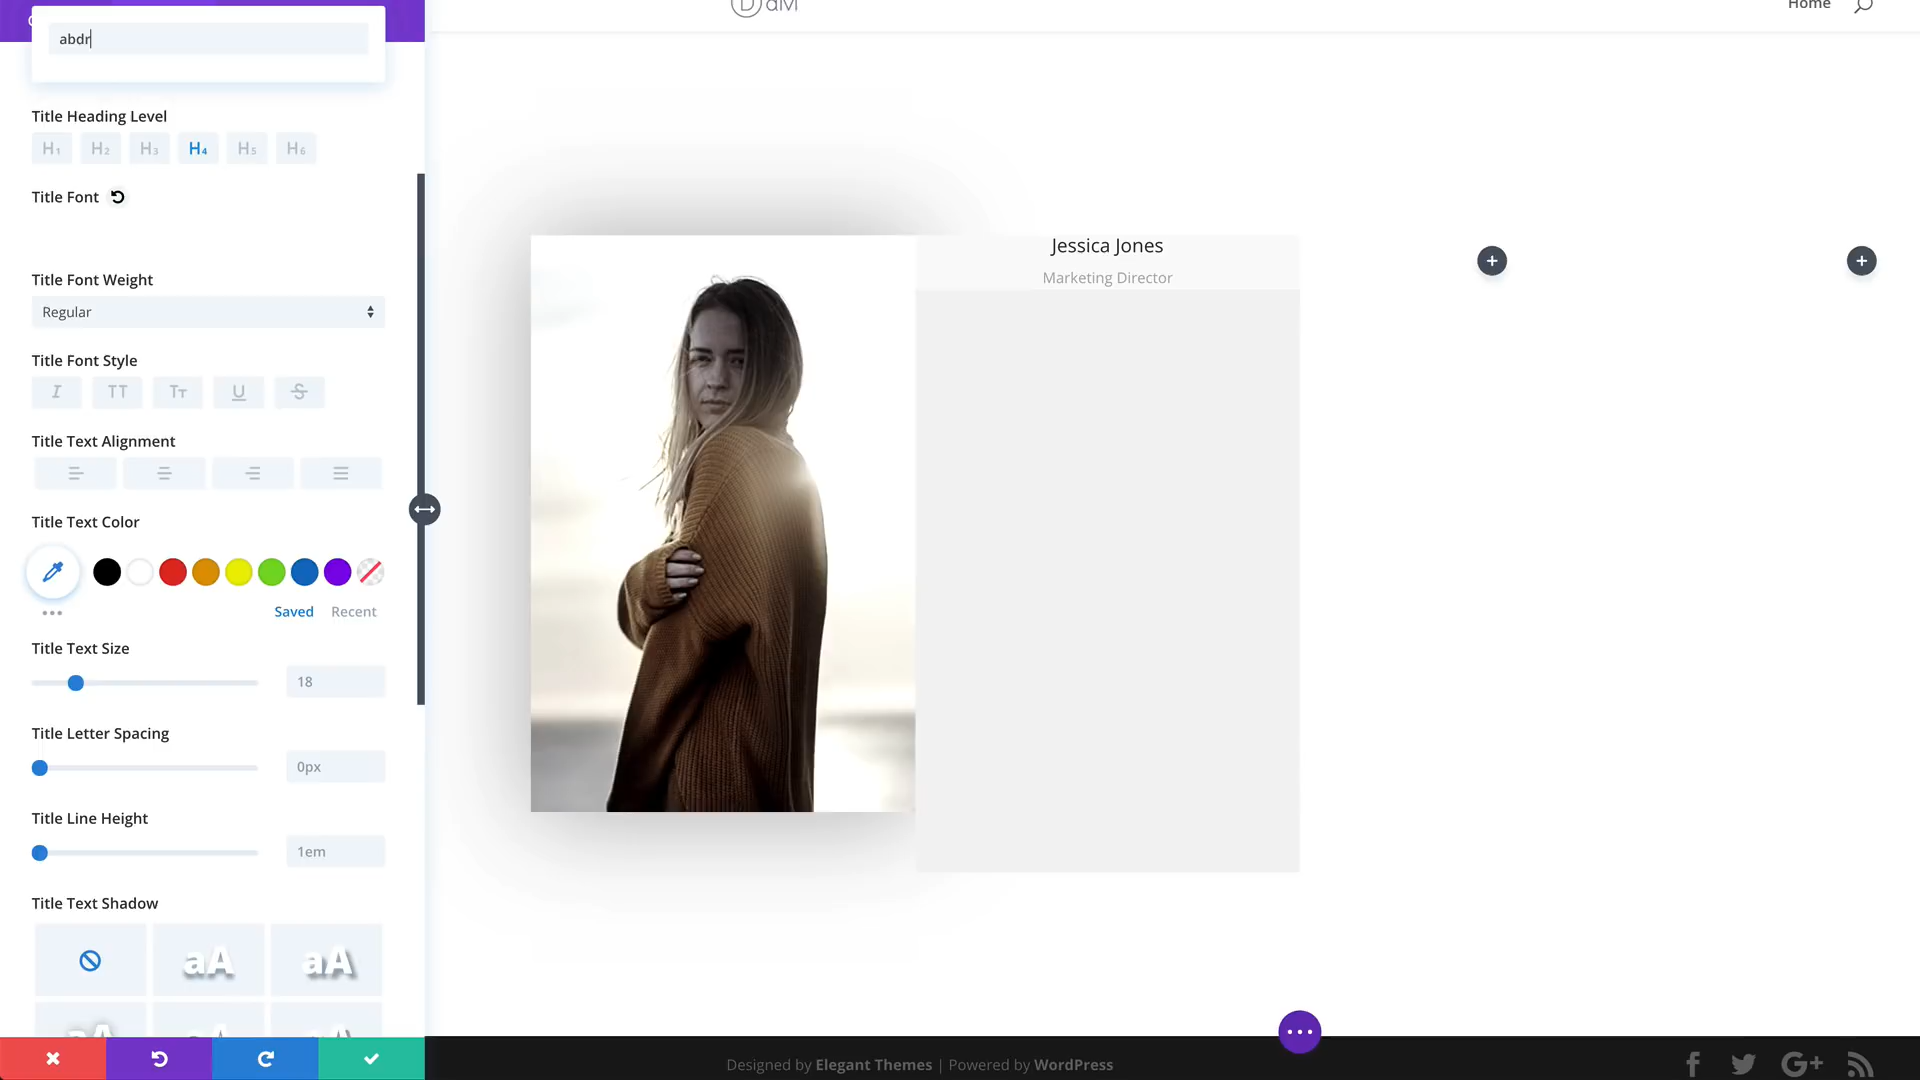 abdr
Title Heading Level
H1 H2 H3 H4 H5 H6
Title Font
Title Font Weight
Regular
Title Font Style
I TT Tт U S
Title Text Alignment
Title Text Color
Saved Recent
Title Text Size
18
Title Letter Spacing
0px
Title Line Height
1em
Title Text Shadow
aA aA
Home
Jessica Jones
Marketing Director
Designed by Elegant Themes | Powered by WordPress